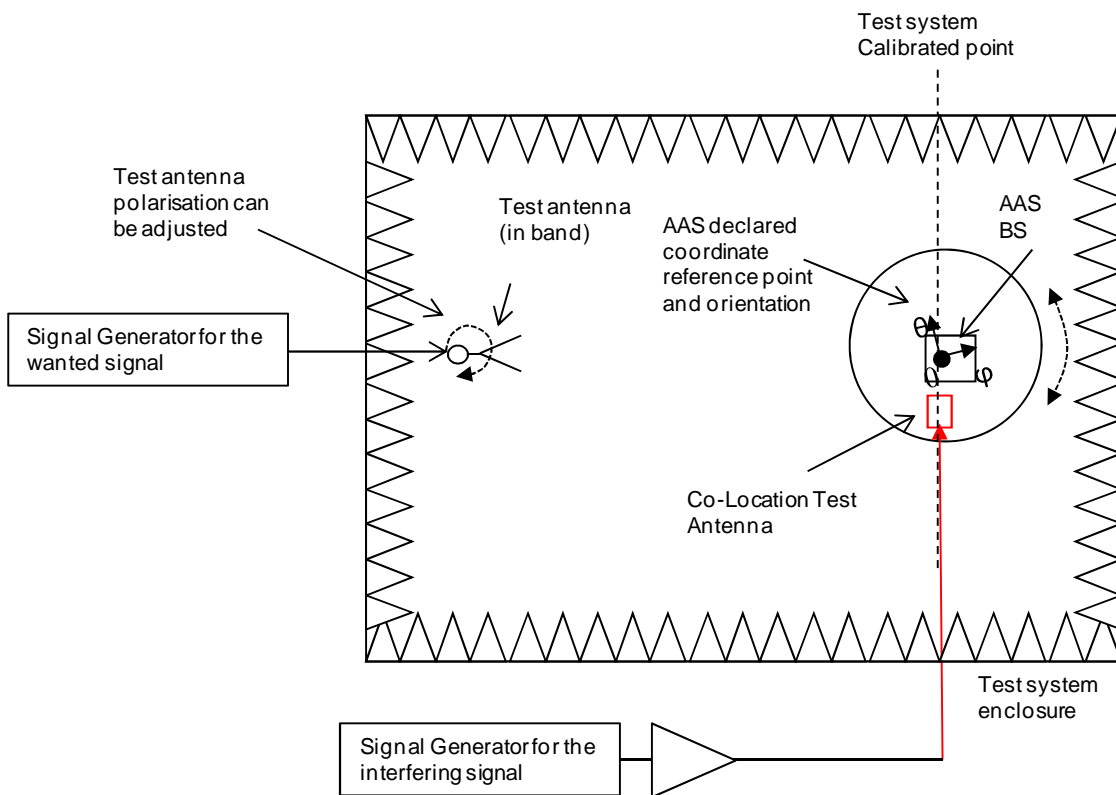 Test system
Calibrated point
Test antenna
polarisation can
be adjusted
Test antenna
(in band)
AAS declared
coordinate
reference point
and orientation
AAS
BS
Signal Generator for the
wanted signal
θ
0
φ
Co-Location Test
Antenna
Test system
enclosure
Signal Generator for the
interfering signal